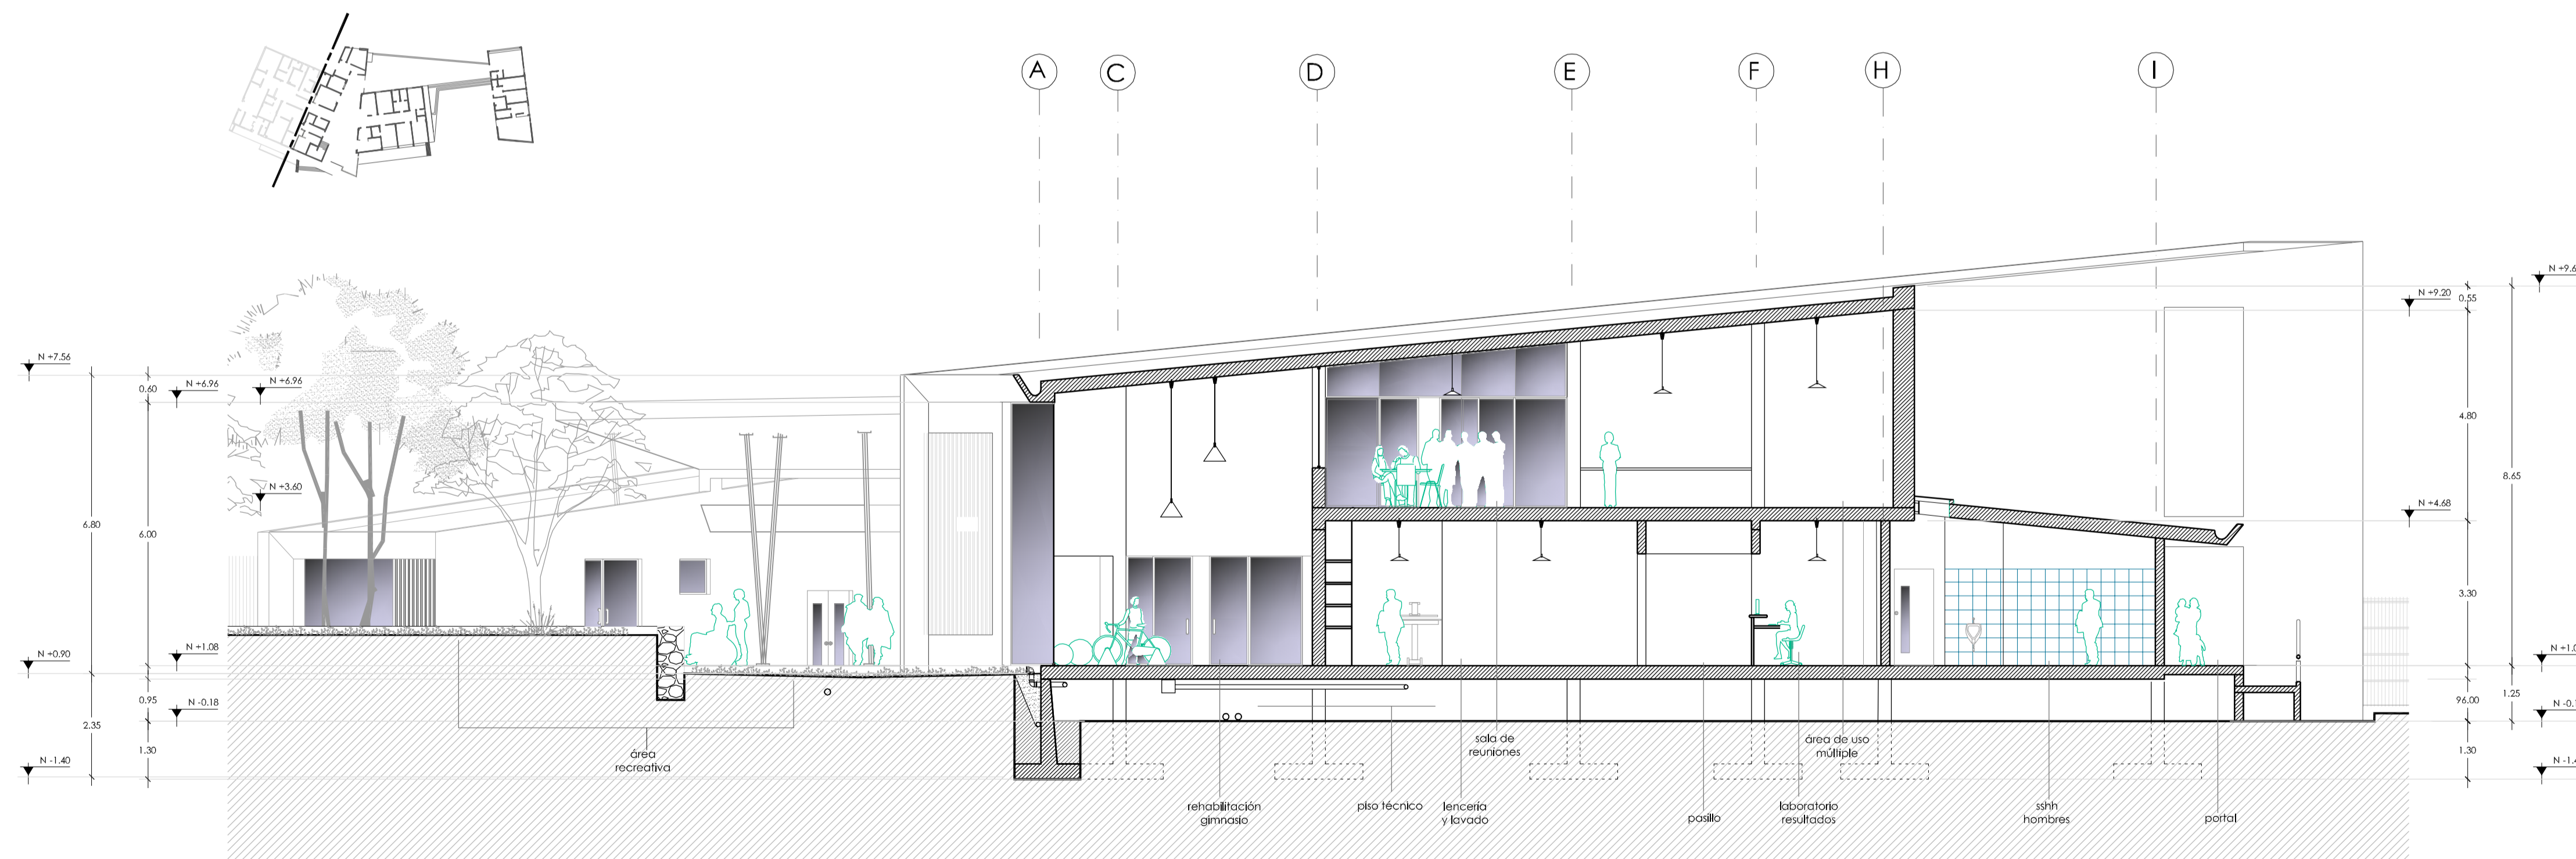 A
C
D
E
F
H
I
N +7.56
N +6.96
N +6.96
0.60
N +3.60
6.80
6.00
N +1.08
N +0.90
0.95
N -0.18
2.35
1.30
N -1.40
N +9.20
0.55
4.80
8.65
N +4.68
3.30
96.00
1.25
1.30
área
recreativa
rehabilitación
gimnasio
piso técnico
lencería
y lavado
sala de
reuniones
pasillo
área de uso
múltiple
laboratorio
resultados
sshh
hombres
portal